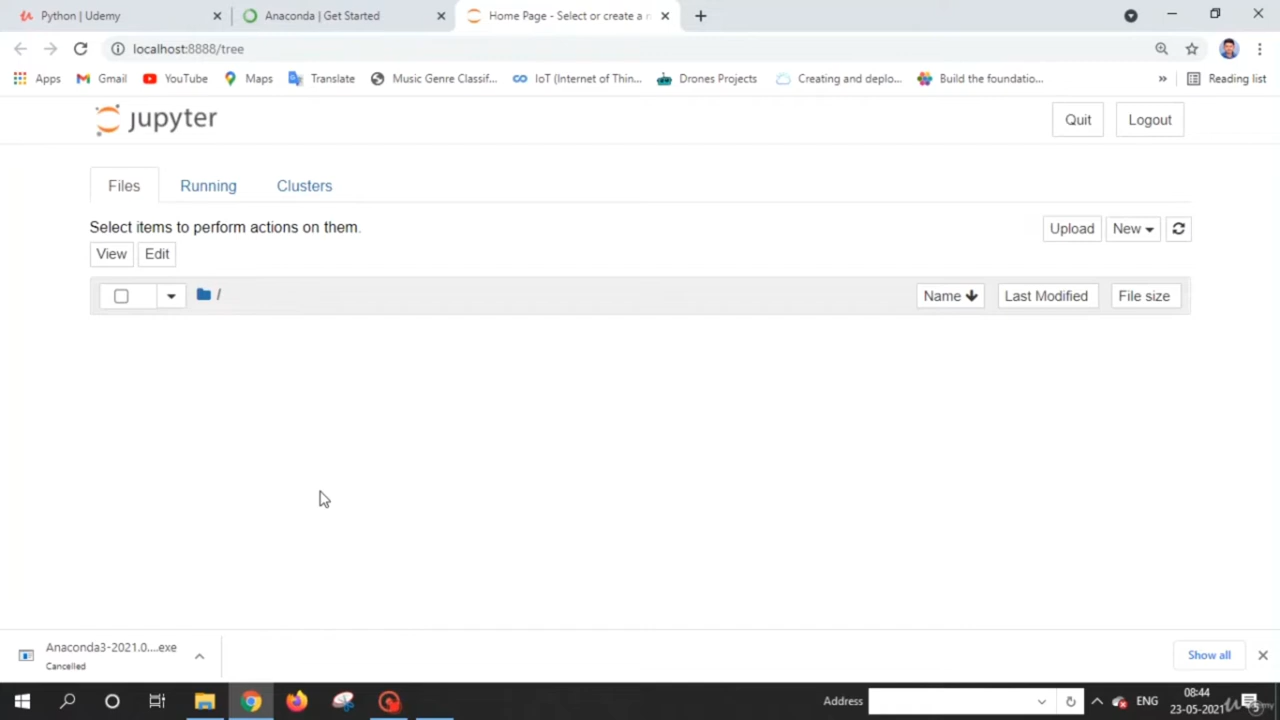 Python | Udemy
Anaconda | Get Started
Home Page - Select or create a n
localhost:8888/tree
Apps
Gmail
YouTube
Maps
Translate
Music Genre Classif...
IoT (Internet of Thin...
Drones Projects
Creating and deplo...
Build the foundatio...
»
Reading list
jupyter
Quit
Logout
Files
Running
Clusters
Select items to perform actions on them.
Upload
New
View
Edit
/
Name
Last Modified
File size
Anaconda3-2021.0....exe
Cancelled
Show all
Address
ENG
08:44
23-05-2021
Udemy